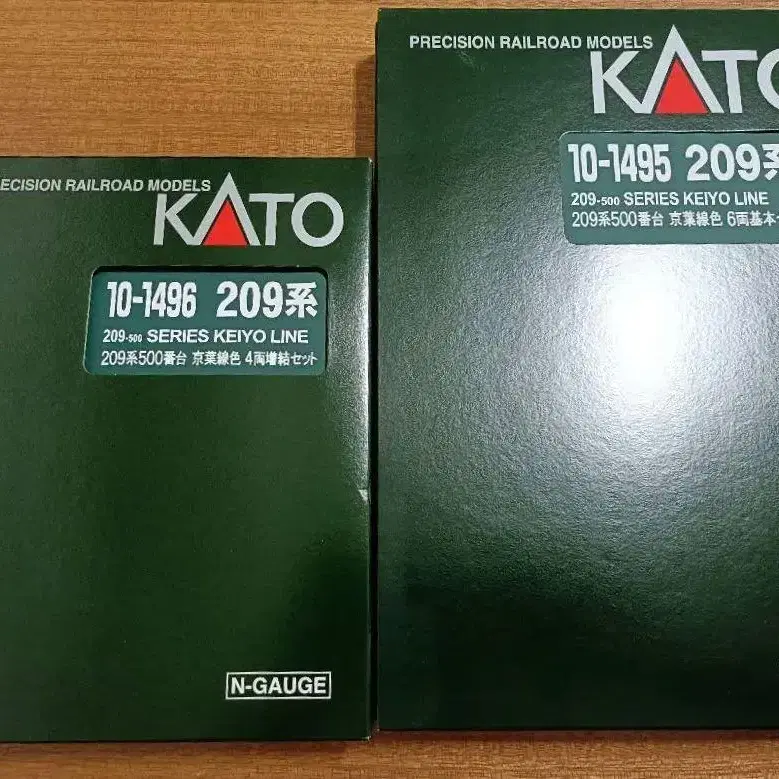 PRECISION RAILROAD MODELS
KATO
10-1496 209系
209-500 SERIES KEIYO LINE
209系500番台 京葉線色 4両増結セット
N-GAUGE
PRECISION RAILROAD MODELS
KATO
10-1495 209系
209-500 SERIES KEIYO LINE
209系500番台 京葉線色 6両基本